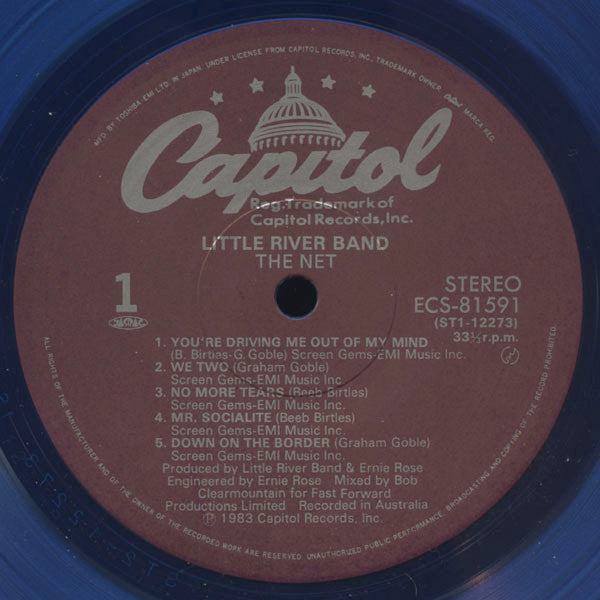 MF'D BY TOSHIBA EMI LTD. IN JAPAN. UNDER LICENSE FROM CAPITOL RECORDS, INC., TRADEMARK OWNER. Capitol MARCA REG.
Capitol
Reg. Trademark of
Capitol Records, Inc.
LITTLE RIVER BAND
THE NET
1
STEREO
ECS-81591
(ST1-12273)
33⅓ r.p.m.
1. YOU'RE DRIVING ME OUT OF MY MIND
(B. Birtias-G. Goble) Screen Gems-EMI Music Inc.
2. WE TWO (Graham Goble)
Screen Gems-EMI Music Inc.
3. NO MORE TEARS (Beeb Birtles)
Screen Gems-EMI Music Inc.
4. MR. SOCIALITE (Beeb Birtles)
Screen Gems-EMI Music Inc.
5. DOWN ON THE BORDER (Graham Goble)
Screen Gems-EMI Music Inc.
Produced by Little River Band & Ernie Rose
Engineered by Ernie Rose Mixed by Bob
Clearmountain for Fast Forward
Productions Limited Recorded in Australia
℗ 1983 Capitol Records, Inc.
ALL RIGHTS OF THE MANUFACTURER AND OF THE OWNER OF THE RECORDED WORK ARE RESERVED. UNAUTHORIZED PUBLIC PERFORMANCE, BROADCASTING AND COPYING OF THE RECORD PROHIBITED.